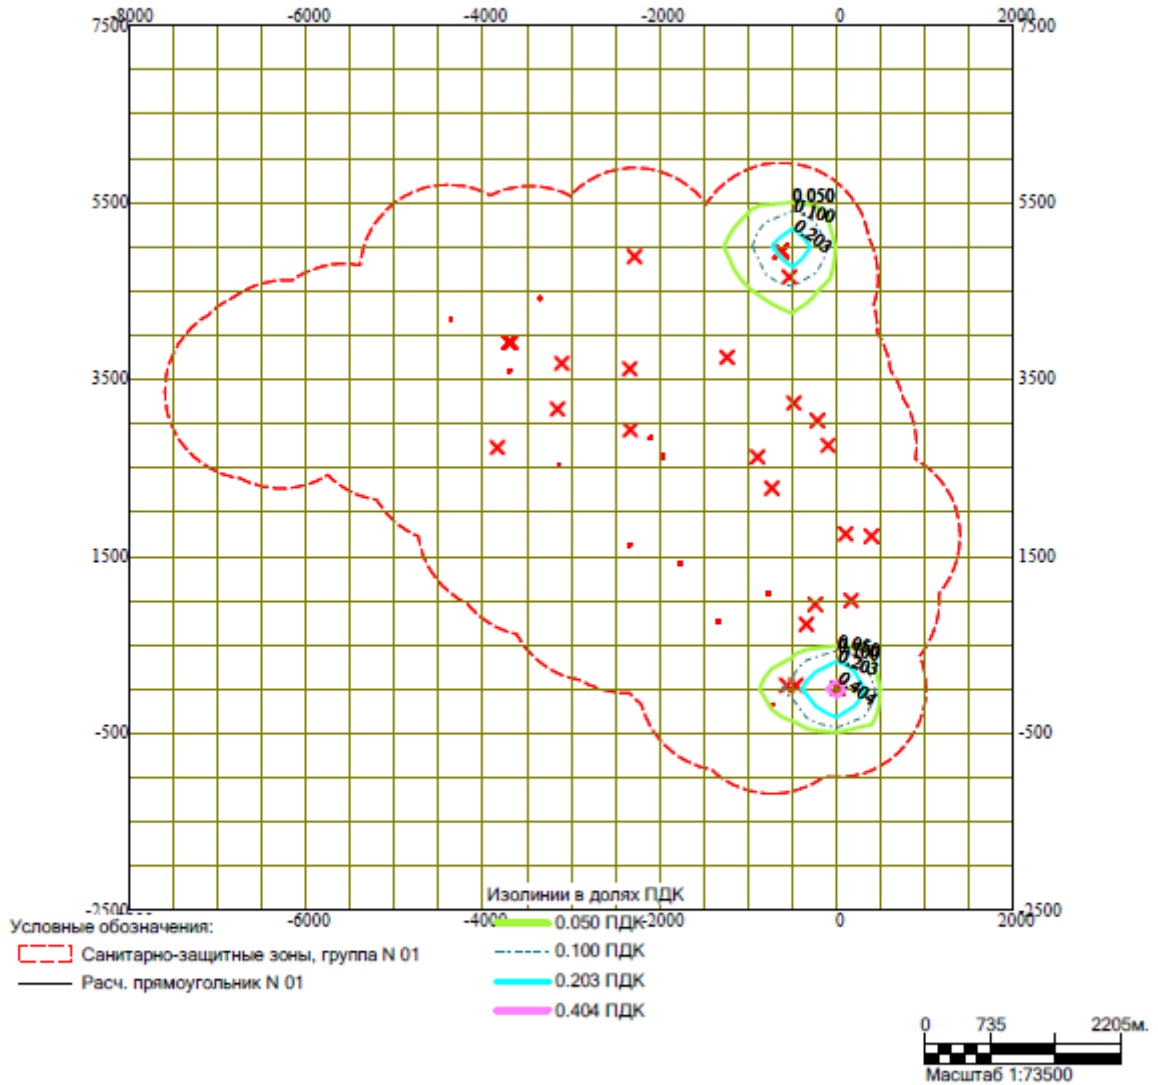 -8000 -6000 -4000 -2000 0 2000
7500 7500
0.050
5500 0.100 5500
0.203
3500 3500
1500 1500
0.050
0.100
0.203
0.404
-500 -500
Изолинии в долях ПДК
-2500 -6000 -4000 -2000 0 2000 -2500
Условные обозначения: 0.050 ПДК
Санитарно-защитные зоны, группа N 01 0.100 ПДК
Расч. прямоугольник N 01 0.203 ПДК
0.404 ПДК
0 735 2205м.
Масштаб 1:73500